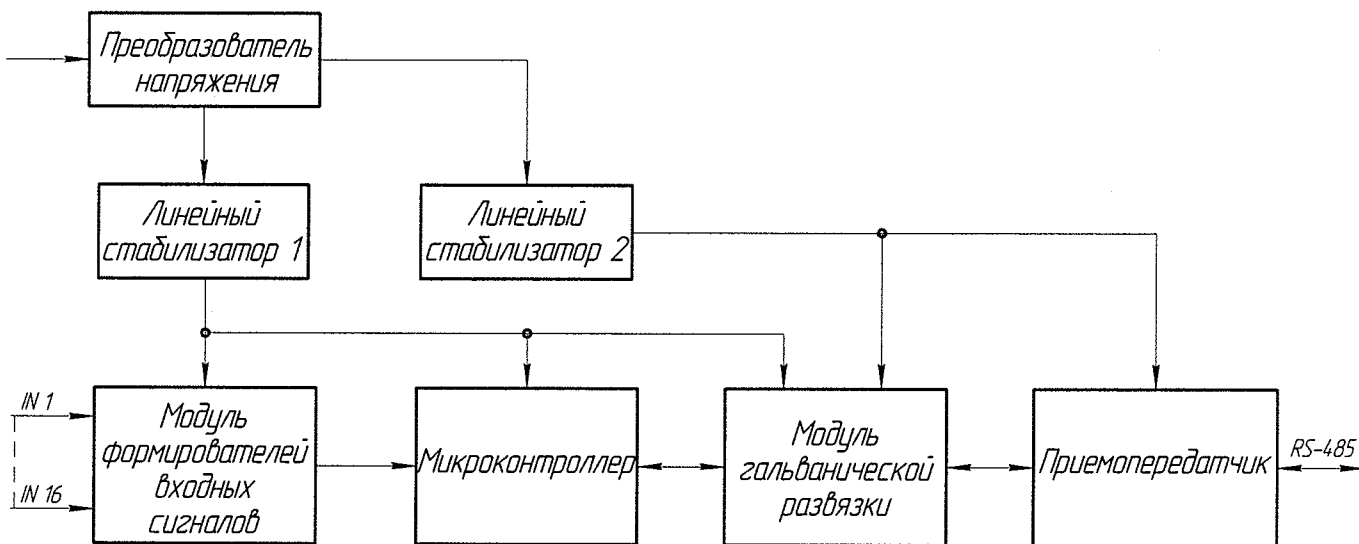 Преобразователь
напряжения
Линейный
стабилизатор 1
Линейный
стабилизатор 2
IN 1
IN 16
Модуль
формирователей
входных
сигналов
Микроконтроллер
Модуль
гальванической
развязки
Приемопередатчик
RS-485